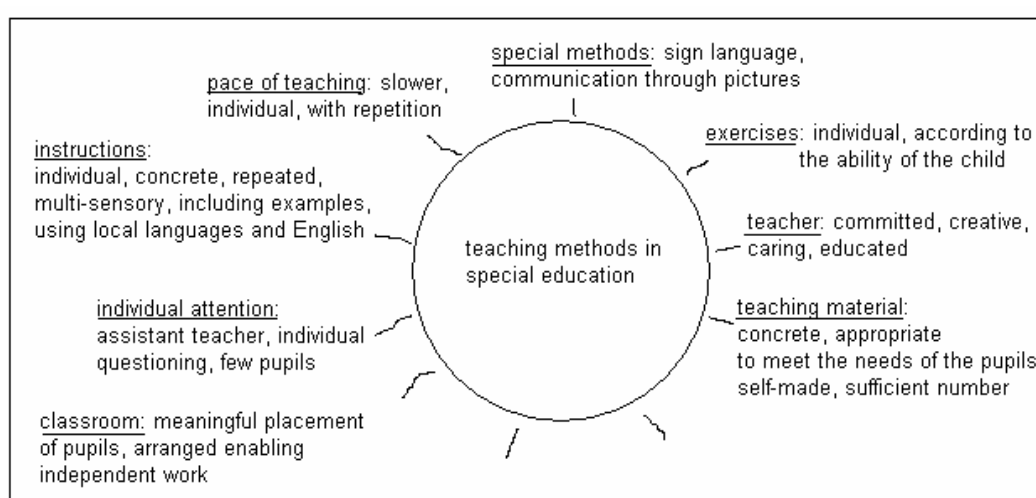 special methods: sign language,
communication through pictures
pace of teaching: slower,
individual, with repetition
exercises: individual, according to
the ability of the child
instructions:
individual, concrete, repeated,
multi-sensory, including examples,
using local languages and English
teacher: committed, creative,
caring, educated
teaching methods in
special education
individual attention:
assistant teacher, individual
questioning, few pupils
teaching material:
concrete, appropriate
to meet the needs of the pupils
self-made, sufficient number
classroom: meaningful placement
of pupils, arranged enabling
independent work